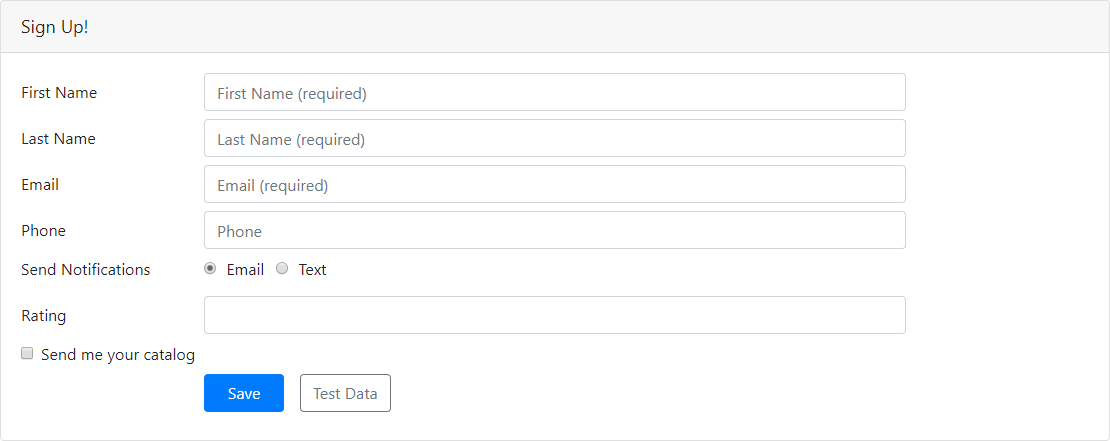 Sign Up!
First Name First Name (required)
Last Name Last Name (required)
Email Email (required)
Phone Phone
Send Notifications Email Text
Rating
Send me your catalog
Save Test Data